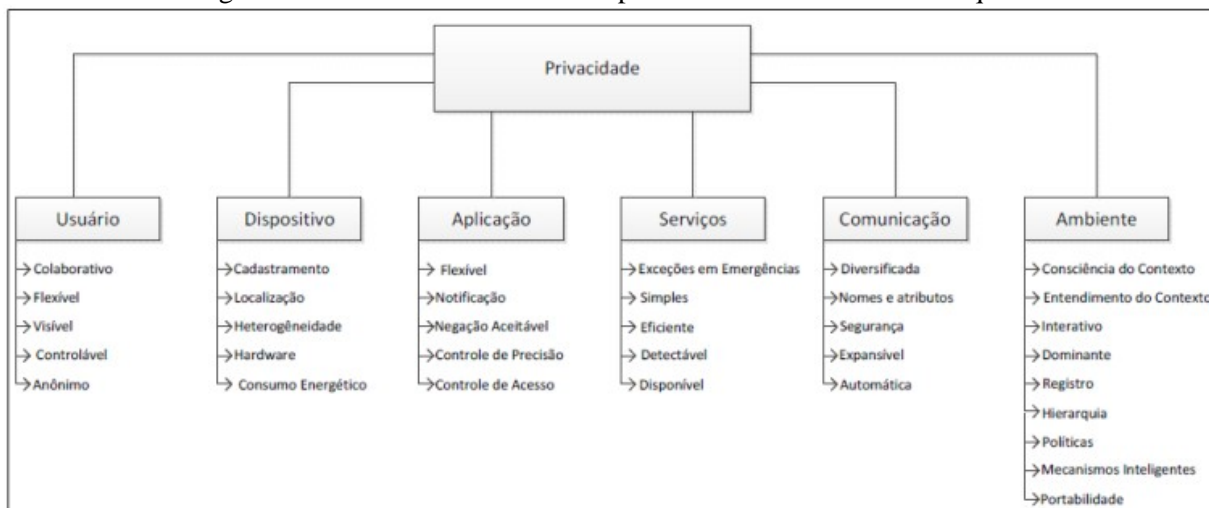 Privacidade
Usuário
Colaborativo
Flexível
Visível
Controlável
Anônimo
Dispositivo
Cadastramento
Localização
Heterogêneidade
Hardware
Consumo Energético
Aplicação
Flexível
Notificação
Negação Aceitável
Controle de Precisão
Controle de Acesso
Serviços
Exceções em Emergências
Simples
Eficiente
Detectável
Disponível
Comunicação
Diversificada
Nomes e atributos
Segurança
Expansível
Automática
Ambiente
Consciência do Contexto
Entendimento do Contexto
Interativo
Dominante
Registro
Hierarquia
Políticas
Mecanismos Inteligentes
Portabilidade